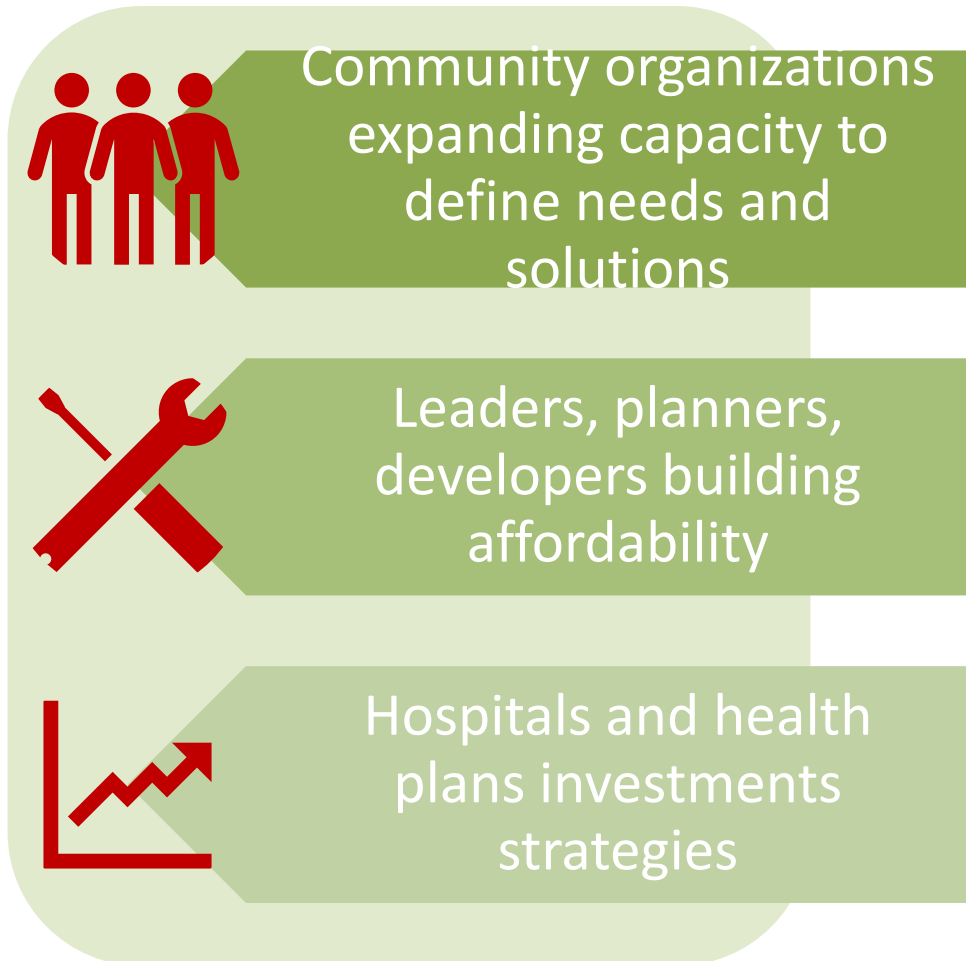 Community organizations
expanding capacity to
define needs and
solutions
Leaders, planners,
developers building
affordability
Hospitals and health
plans investments
strategies